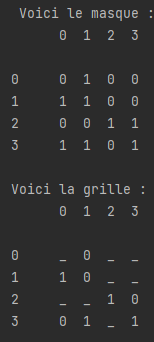 Voici le masque :
0 1 2 3
0 0 1 0 0
1 1 1 0 0
2 0 0 1 1
3 1 1 0 1
Voici la grille :
0 1 2 3
0 _ 0 _ _
1 1 0 _ _
2 _ _ 1 0
3 0 1 _ 1